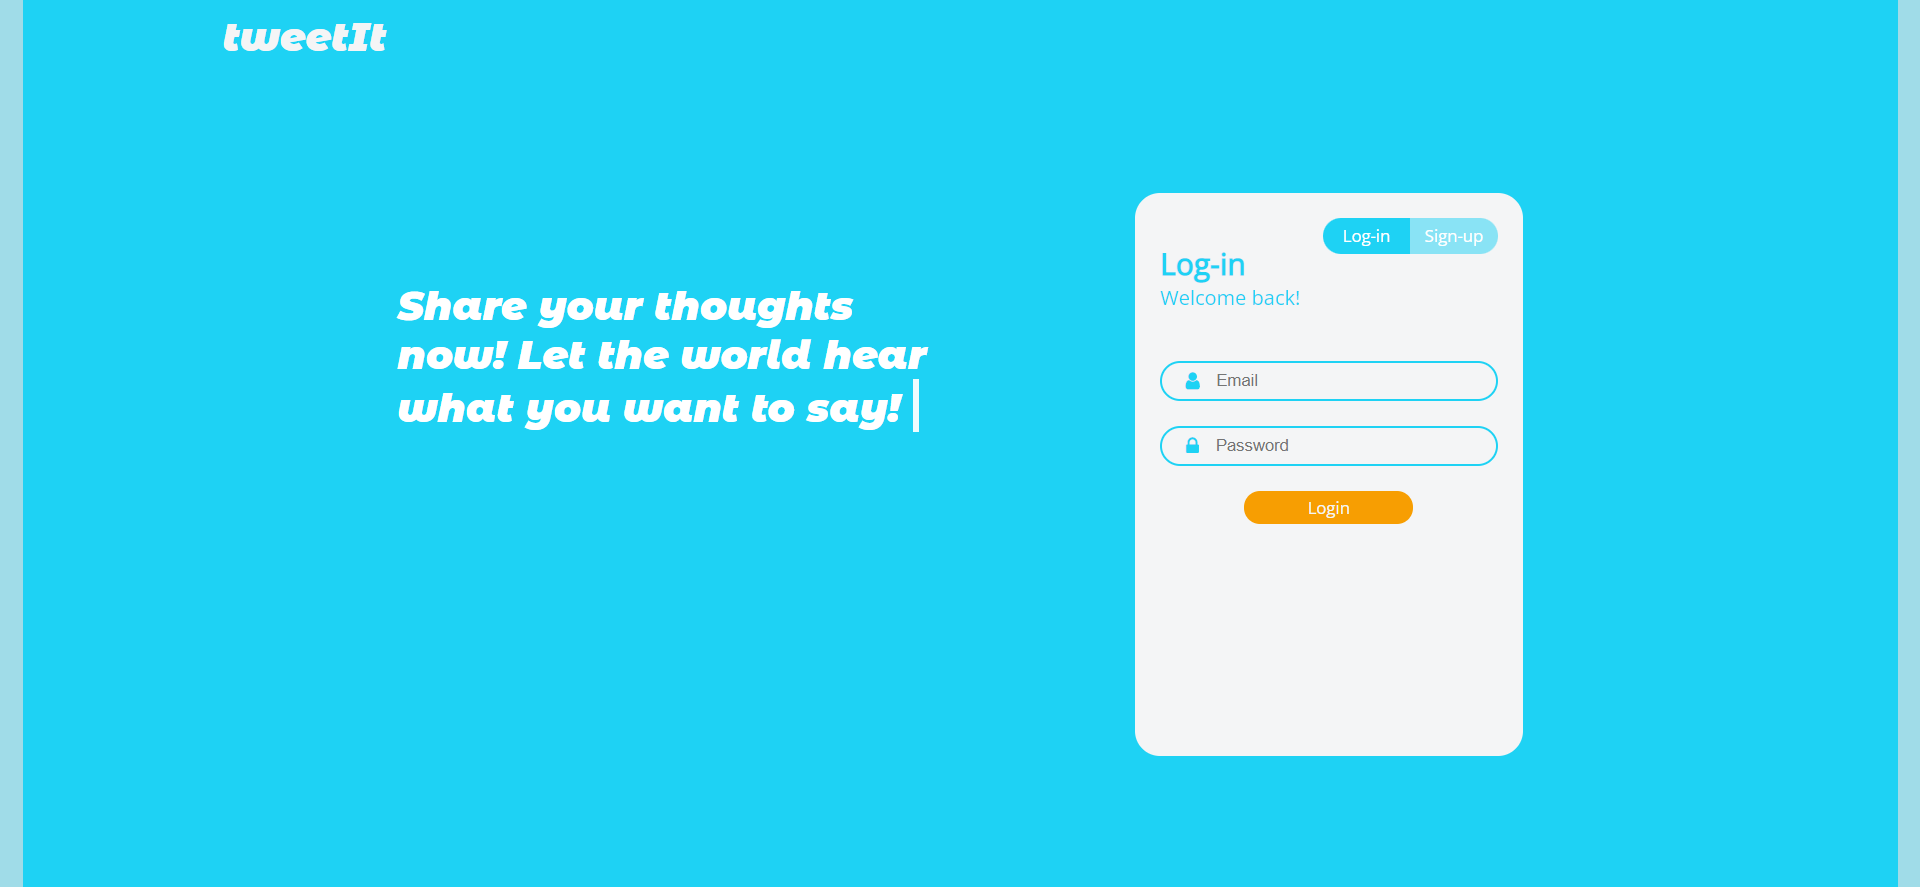 tweetIt
Share your thoughts
now! Let the world hear
what you want to say!
Log-in Sign-up
Log-in
Welcome back!
Email
Password
Login